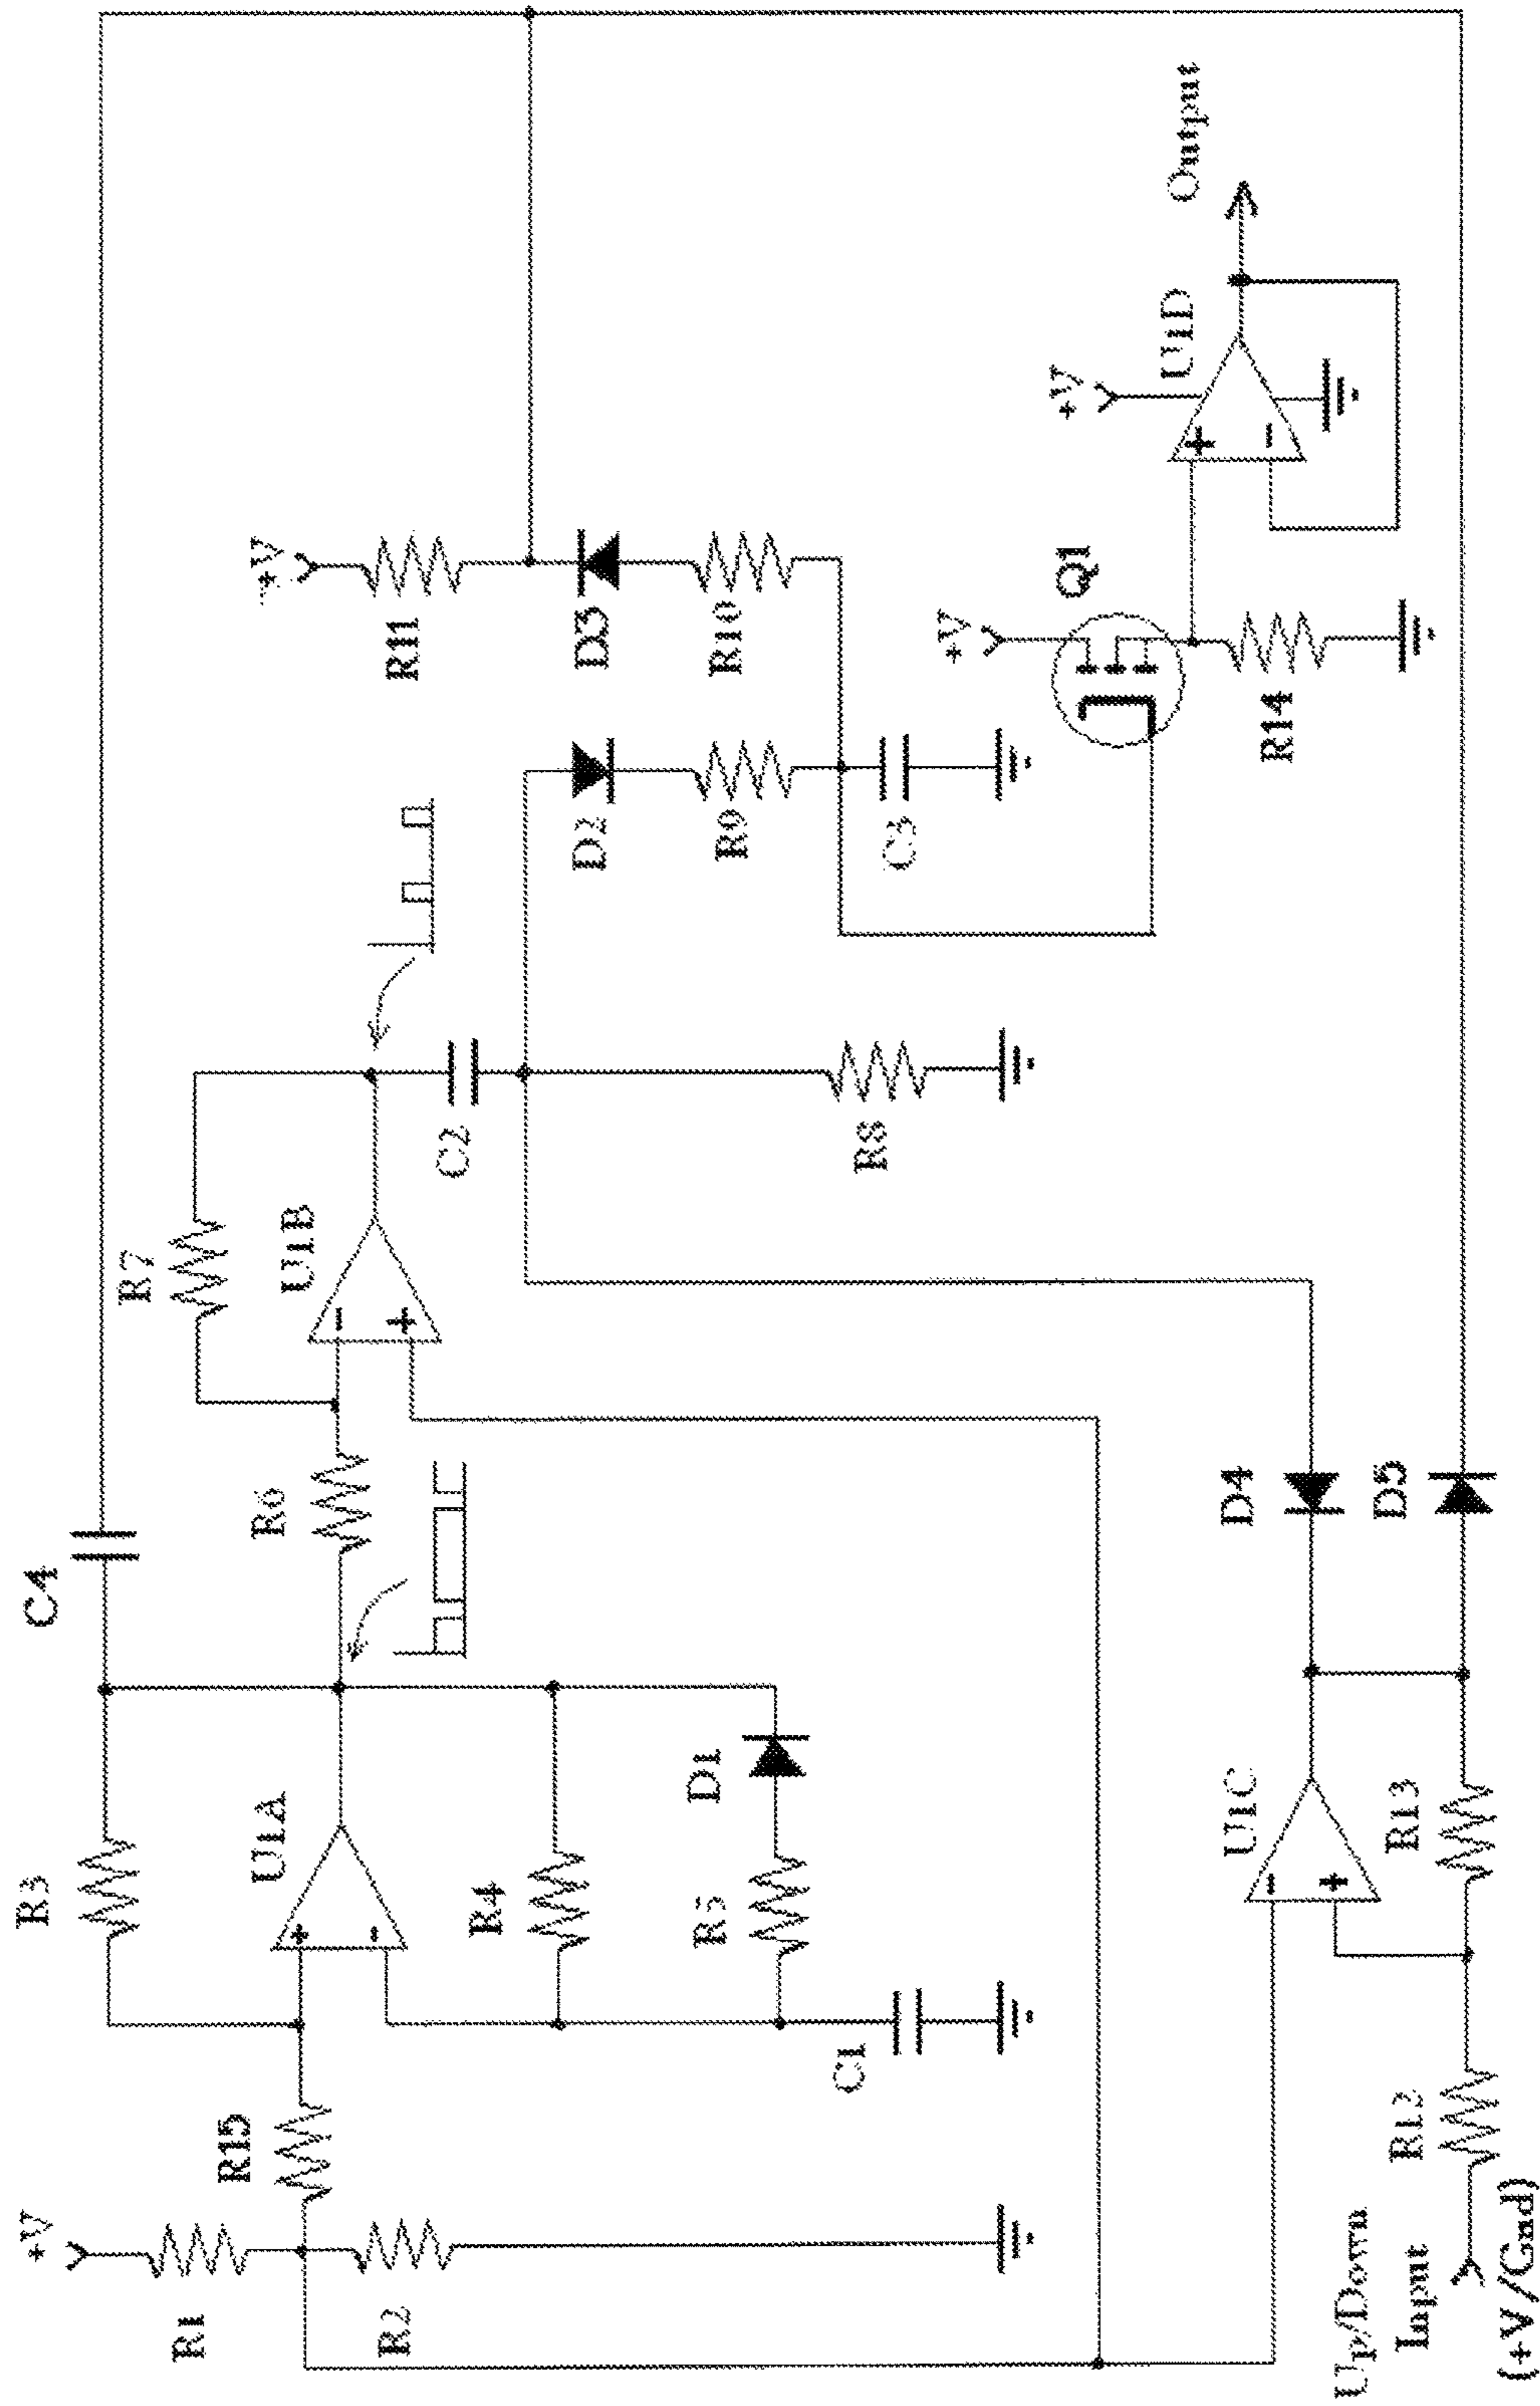 C4
R3
+V
R7
R1
R15
U1A
R6
U1B
+V
R11
R2
R4
C2
D2
D3
D1
R5
R9
R10
C1
R8
C3
+V
Q1
+V
U1D
Output
R14
U1C
D4
R13
D5
Up/Down
Input
R12
(+V/Gnd)